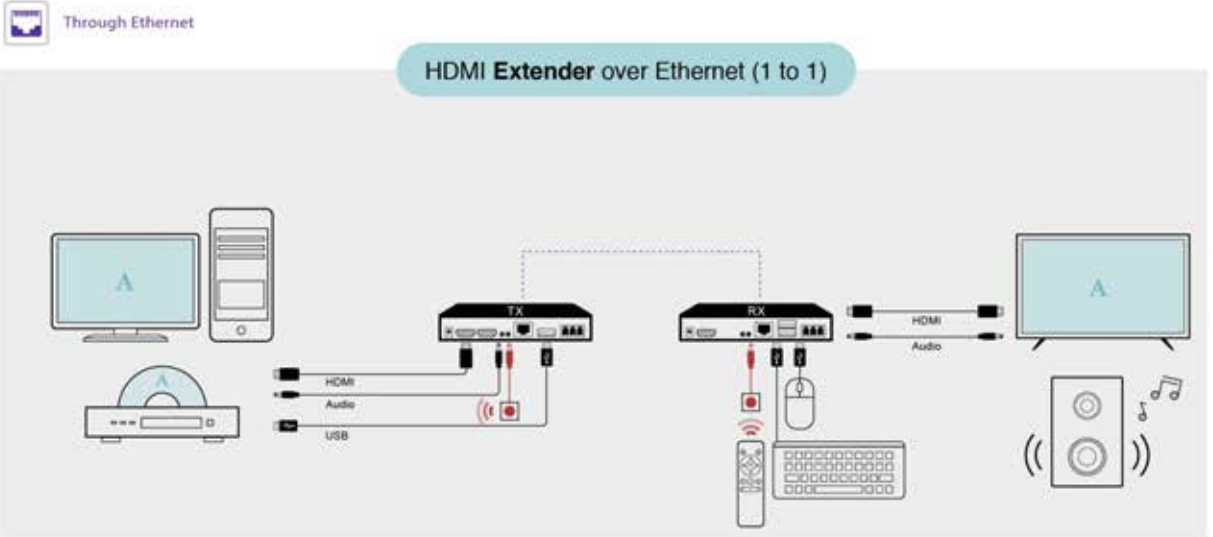 Through Ethernet
HDMI Extender over Ethernet (1 to 1)
A
A
TX
RX
HDMI
Audio
A
HDMI
Audio
USB